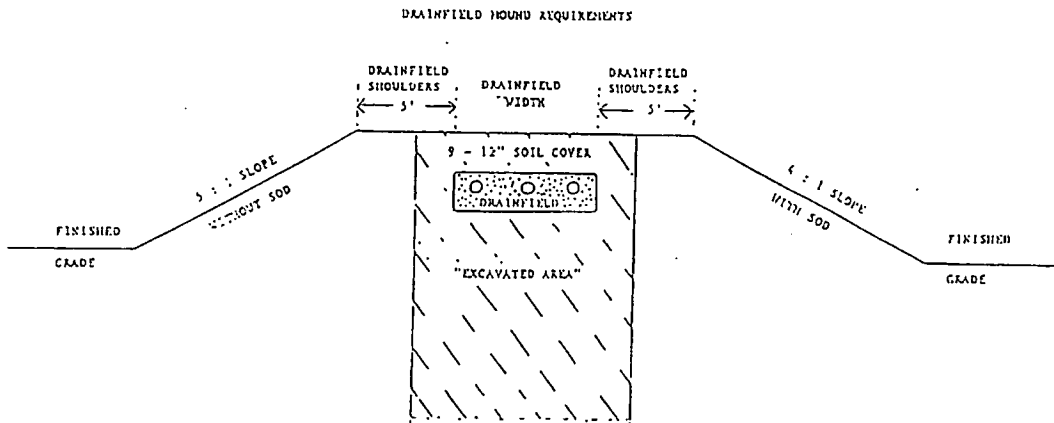 DRAINFIELD MOUND REQUIREMENTS
DRAINFIELD
SHOULDERS
5'
DRAINFIELD
WIDTH
DRAINFIELD
SHOULDERS
5'
9 - 12" SOIL COVER
DRAINFIELD
"EXCAVATED AREA"
5 : 1 SLOPE
WITHOUT SOD
4 : 1 SLOPE
WITH SOD
FINISHED
GRADE
FINISHED
GRADE